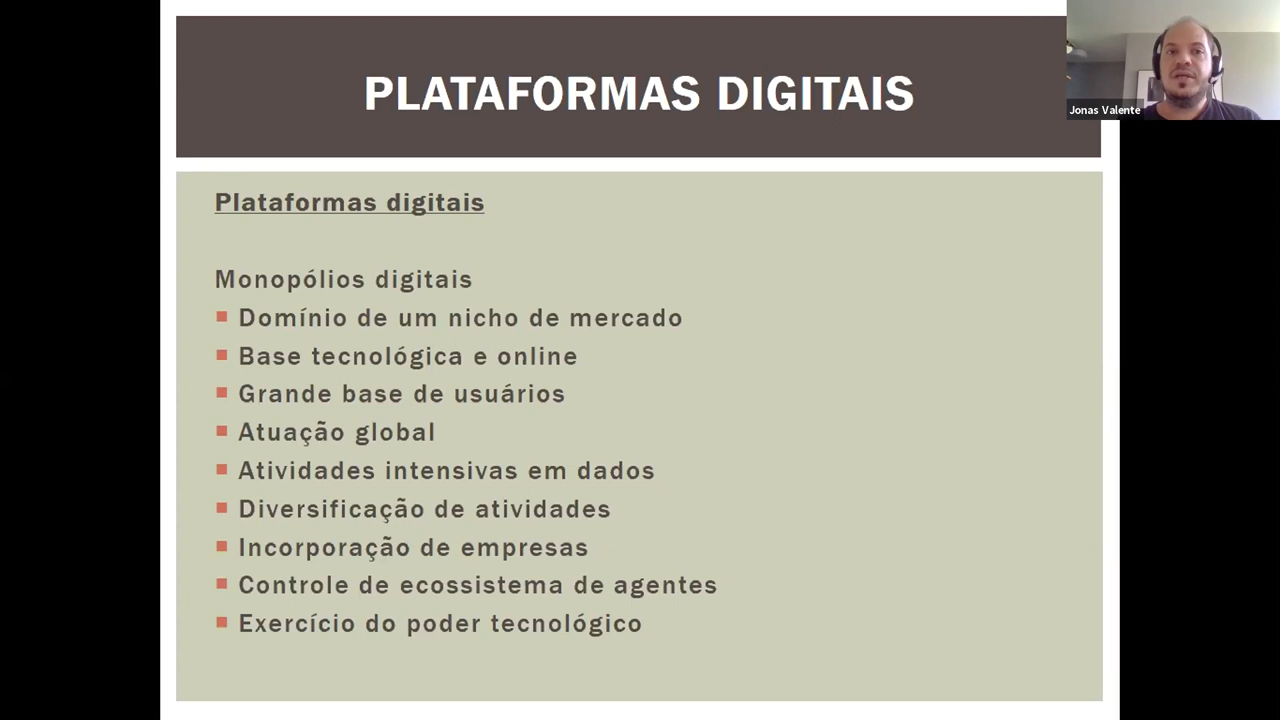 PLATAFORMAS DIGITAIS
Jonas Valente
Plataformas digitais
Monopólios digitais
Domínio de um nicho de mercado
Base tecnológica e online
Grande base de usuários
Atuação global
Atividades intensivas em dados
Diversificação de atividades
Incorporação de empresas
Controle de ecossistema de agentes
Exercício do poder tecnológico